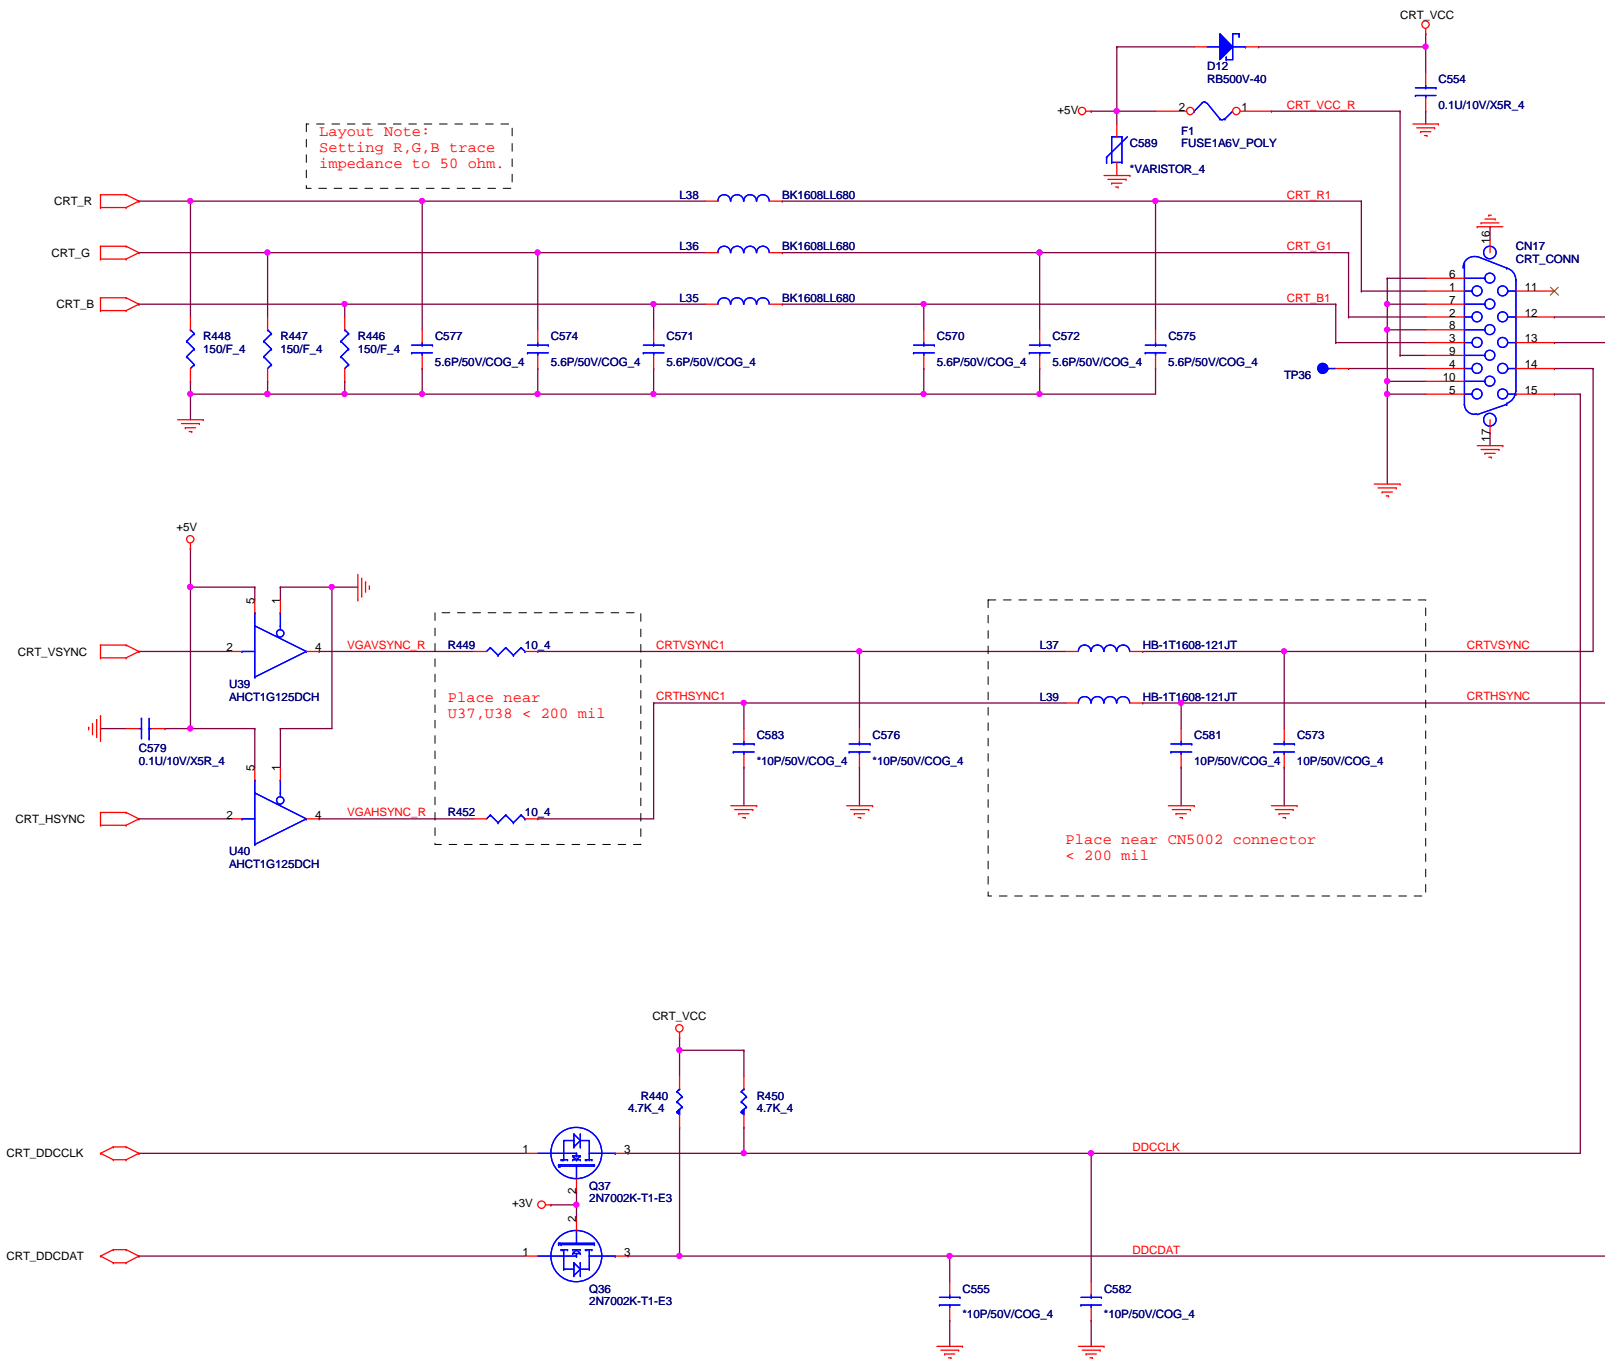 CRT_VCC
D12
RB500V-40
C554
0.1U/10V/X5R_4
+5V
2
1
CRT_VCC_R
F1
FUSE1A6V_POLY
C589
*VARISTOR_4
Layout Note:
Setting R,G,B trace
impedance to 50 ohm.
CRT_R
L38
BK1608LL680
CRT_R1
CRT_G
L36
BK1608LL680
CRT_G1
CRT_B
L35
BK1608LL680
CRT_B1
16
CN17
CRT_CONN
6
1
7
2
8
3
9
4
10
5
11
12
13
14
15
17
TP36
R448
150/F_4
R447
150/F_4
R446
150/F_4
C577
5.6P/50V/COG_4
C574
5.6P/50V/COG_4
C571
5.6P/50V/COG_4
C570
5.6P/50V/COG_4
C572
5.6P/50V/COG_4
C575
5.6P/50V/COG_4
+5V
5
1
CRT_VSYNC
2
4
VGAVSYNC_R
R449
10_4
CRTVSYNC1
L37
HB-1T1608-121JT
CRTVSYNC
U39
AHCT1G125DCH
Place near
U37,U38 < 200 mil
CRTHSYNC1
L39
HB-1T1608-121JT
CRTHSYNC
C579
0.1U/10V/X5R_4
C583
*10P/50V/COG_4
C576
*10P/50V/COG_4
C581
10P/50V/COG_4
C573
10P/50V/COG_4
5
1
CRT_HSYNC
2
4
VGAHSYNC_R
R452
10_4
U40
AHCT1G125DCH
Place near CN5002 connector
< 200 mil
CRT_VCC
R440
4.7K_4
R450
4.7K_4
CRT_DDCCLK
1
3
DDCCLK
Q37
2N7002K-T1-E3
2
+3V
2
CRT_DDCDAT
1
3
DDCDAT
Q36
2N7002K-T1-E3
C555
*10P/50V/COG_4
C582
*10P/50V/COG_4